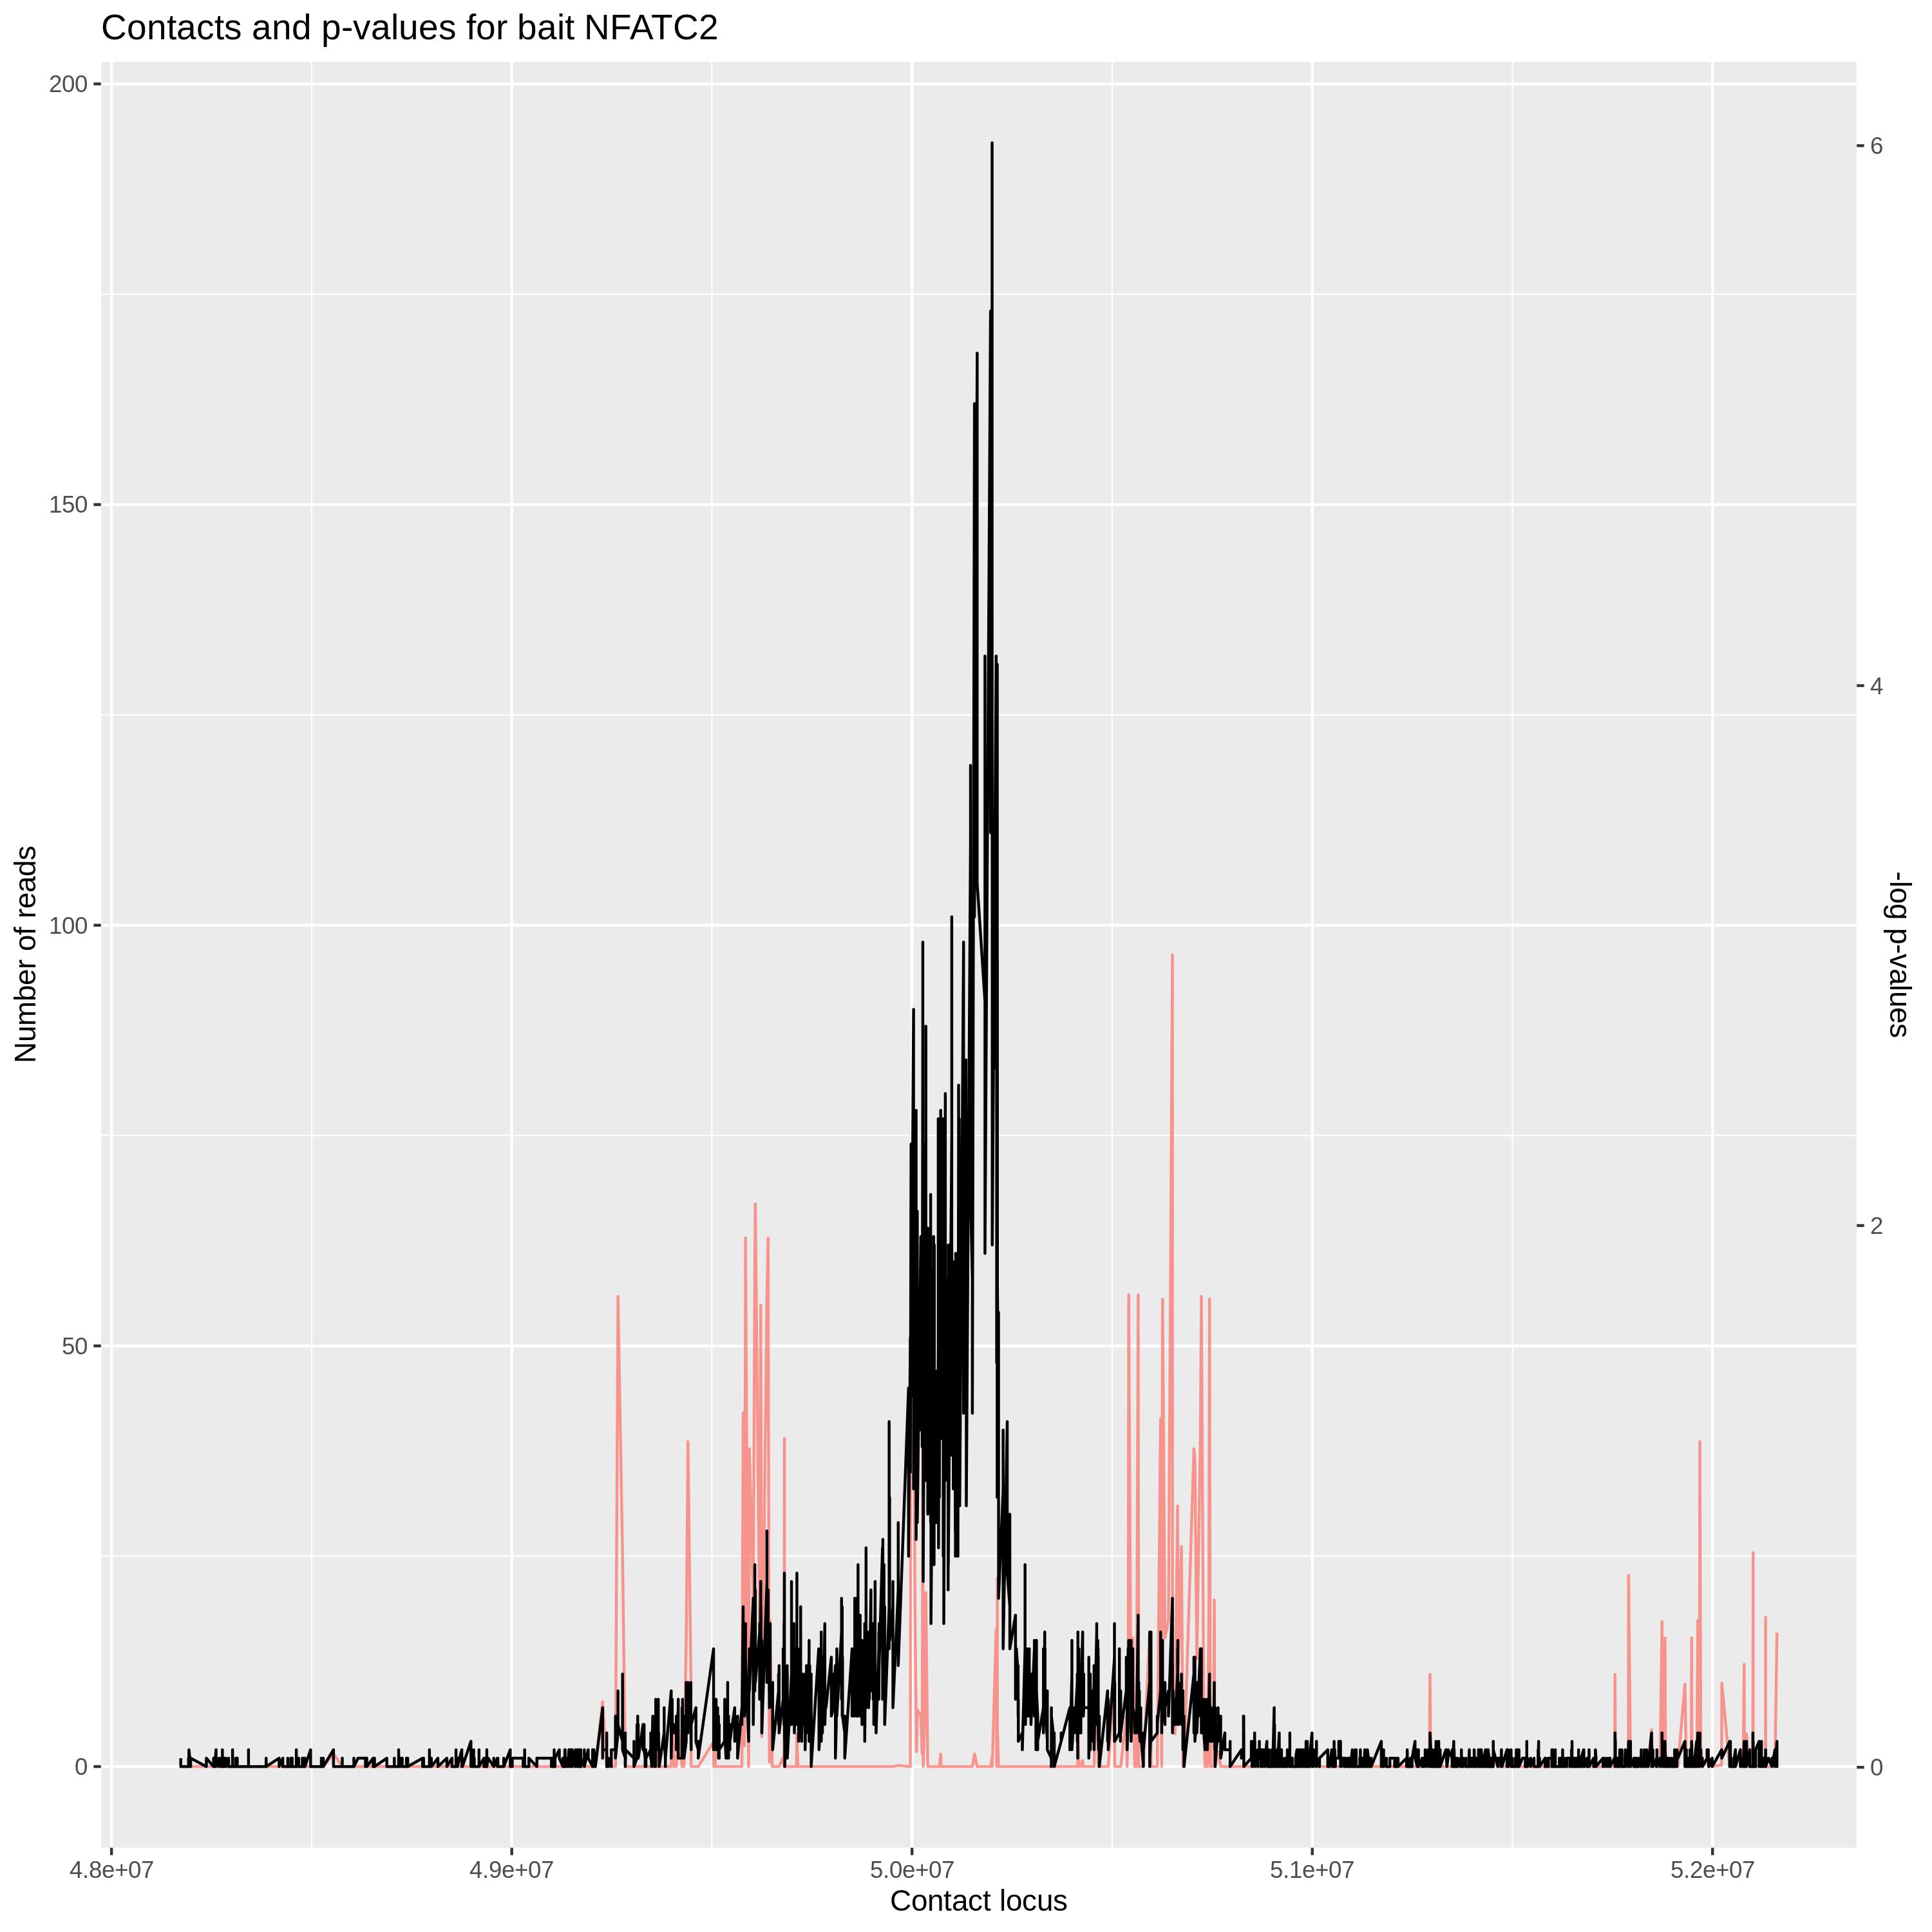 Contacts and p-values for bait NFATC2
200
150
100
50
0
Number of reads
6
4
2
0
-log p-values
4.8e+07
4.9e+07
5.0e+07
5.1e+07
5.2e+07
Contact locus